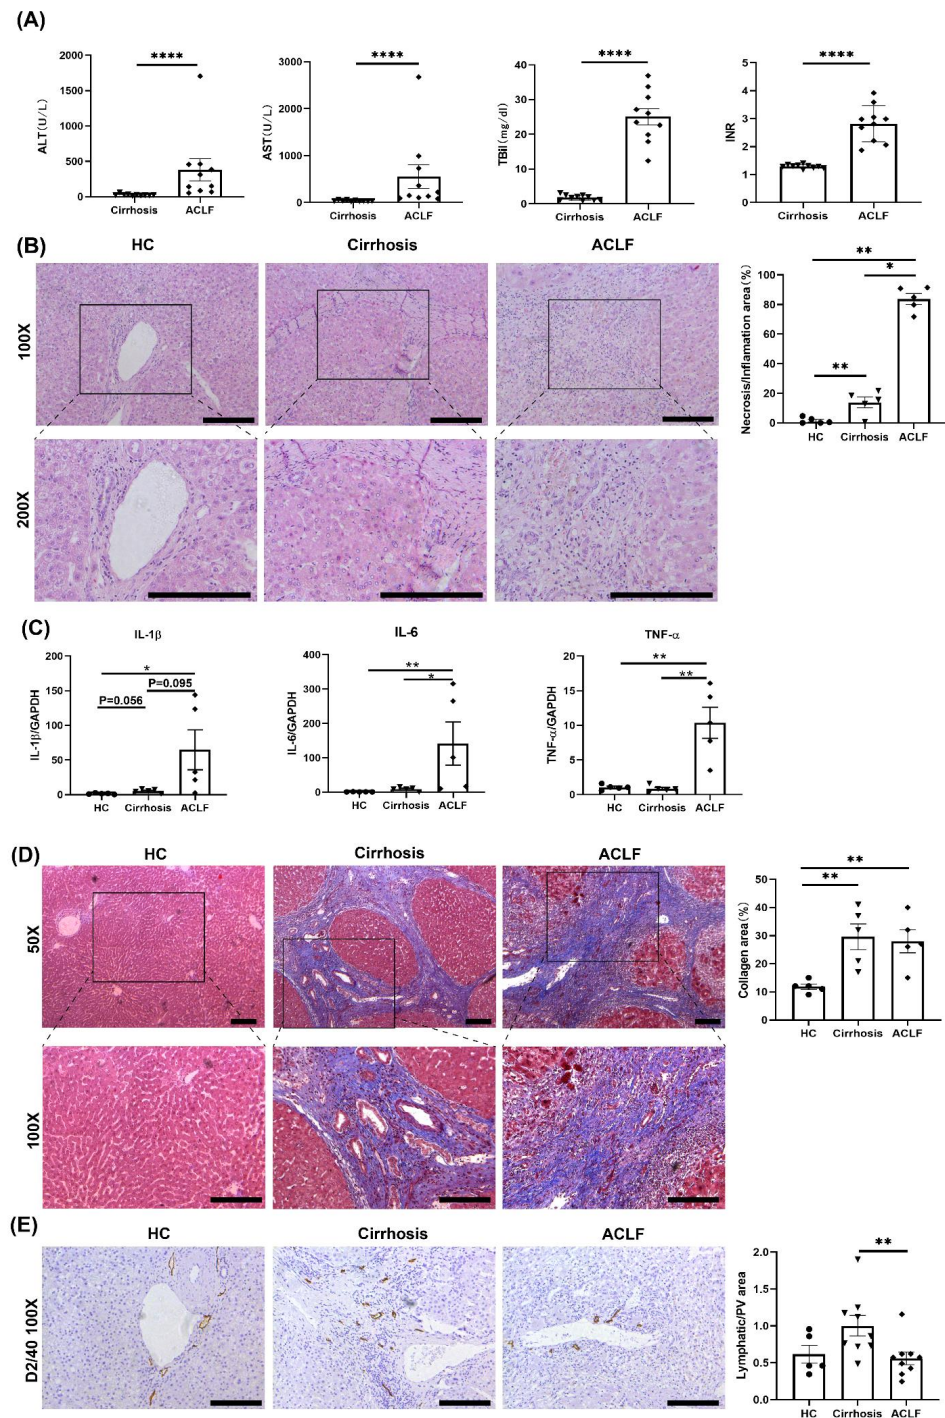 (A)
**** **** **** ****
ALT(U/L)
2000
1500
1000
500
0
Cirrhosis ACLF
AST(U/L)
3000
2000
1000
0
Cirrhosis ACLF
TBil(mg/dl)
40
30
20
10
0
Cirrhosis ACLF
INR
5
4
3
2
1
0
Cirrhosis ACLF
(B)
HC Cirrhosis ACLF
100X
200X
Necrosis/Inflamation area(%)
** *
**
100
80
60
40
20
0
HC Cirrhosis ACLF
(C)
IL-1β
IL-1β/GAPDH
*
P=0.095
P=0.056
200
150
100
50
0
HC Cirrhosis ACLF
IL-6
IL-6/GAPDH
**
*
400
300
200
100
0
HC Cirrhosis ACLF
TNF-α
TNF-α/GAPDH
**
**
20
15
10
5
0
HC Cirrhosis ACLF
(D)
HC Cirrhosis ACLF
50X
100X
Collagen area(%)
**
**
50
40
30
20
10
0
HC Cirrhosis ACLF
(E)
HC Cirrhosis ACLF
D2/40 100X
Lymphatic/PV area
**
2.0
1.5
1.0
0.5
0.0
HC Cirrhosis ACLF